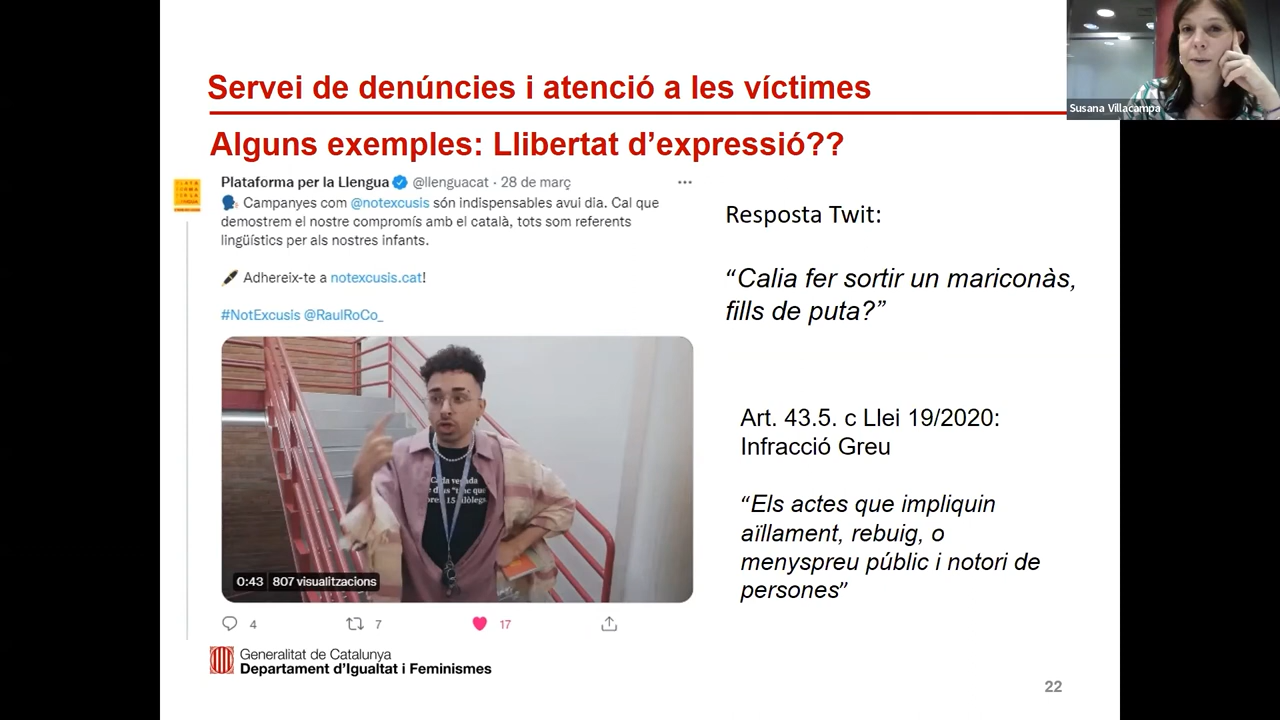 Susana Villacampa
Servei de denúncies i atenció a les víctimes
Alguns exemples: Llibertat d'expressió??
Plataforma per la Llengua @llenguacat · 28 de març
Campanyes com @notexcusis són indispensables avui dia. Cal que
demostrem el nostre compromís amb el català, tots som referents
lingüístics per als nostres infants.
Adhereix-te a notexcusis.cat!
#NotExcusis @RaulRoCo_
0:43 807 visualitzacions
4 7 17
Resposta Twit:
“Calia fer sortir un mariconàs,
fills de puta?”
Art. 43.5. c Llei 19/2020:
Infracció Greu
“Els actes que impliquin
aïllament, rebuig, o
menyspreu públic i notori de
persones”
Generalitat de Catalunya
Departament d'Igualtat i Feminismes
22